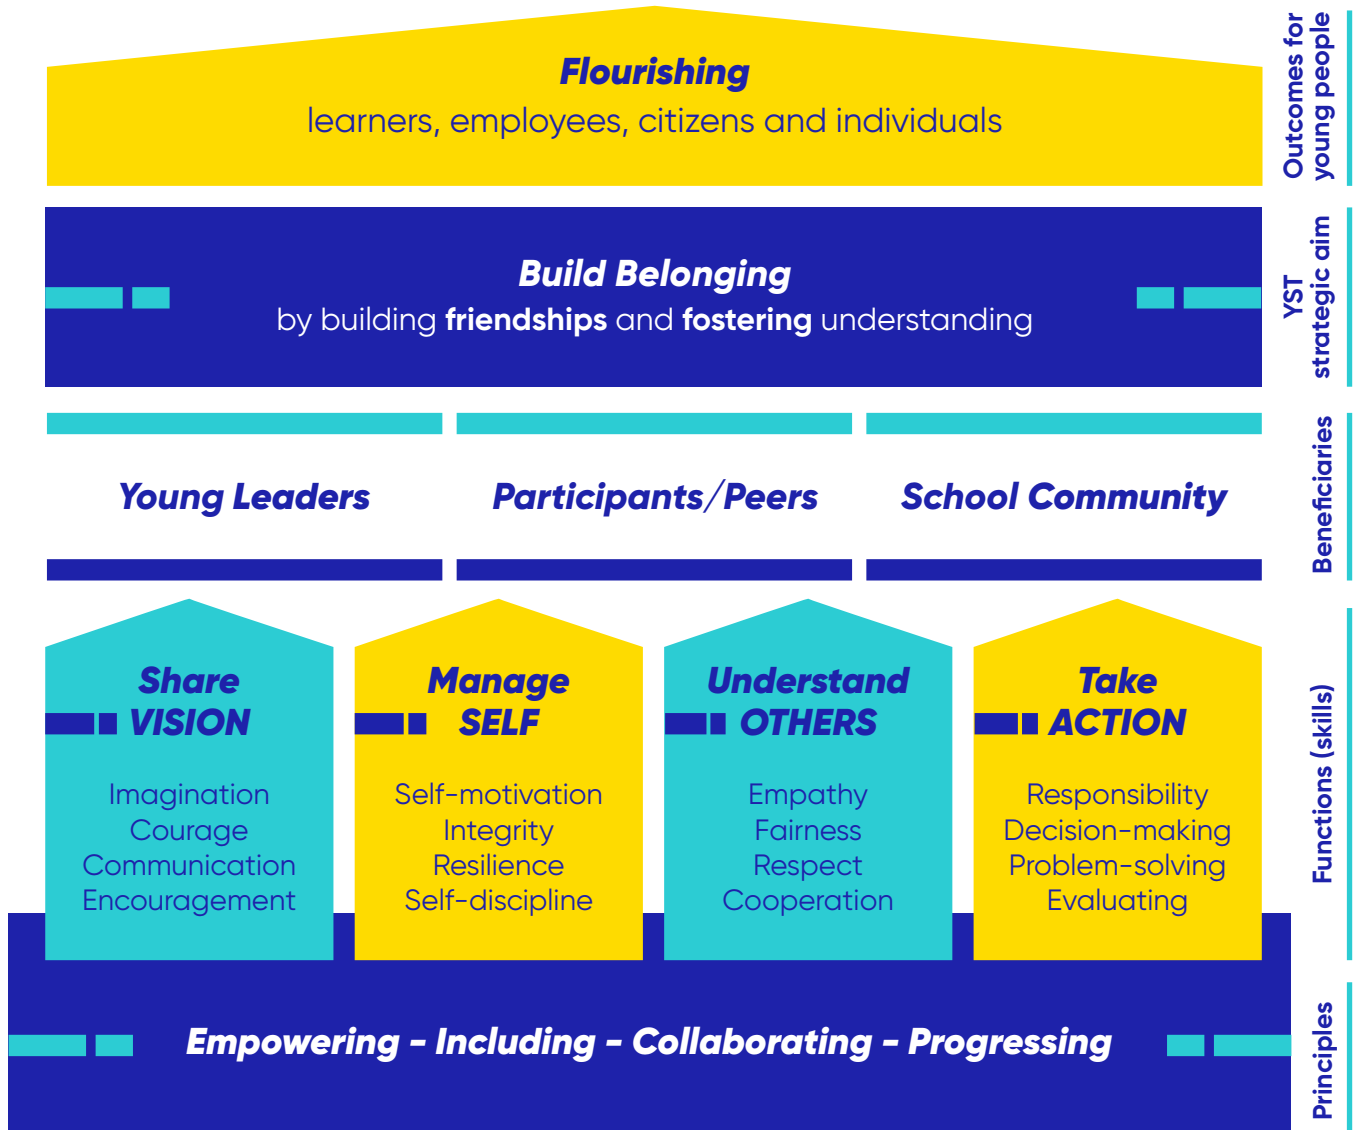 Flourishing
learners, employees, citizens and individuals
Outcomes for
young people
Build Belonging
by building friendships and fostering understanding
YST
strategic aim
Young Leaders
Participants/Peers
School Community
Beneficiaries
Share
VISION
Imagination
Courage
Communication
Encouragement
Manage
SELF
Self-motivation
Integrity
Resilience
Self-discipline
Understand
OTHERS
Empathy
Fairness
Respect
Cooperation
Take
ACTION
Responsibility
Decision-making
Problem-solving
Evaluating
Functions (skills)
Empowering - Including - Collaborating - Progressing
Principles